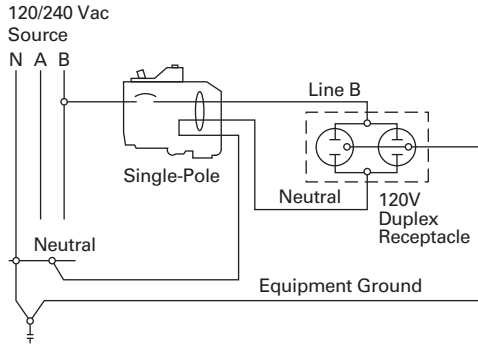 120/240 Vac
Source
N A B
Line B
Single-Pole
Neutral
120V
Duplex
Receptacle
Neutral
Equipment Ground